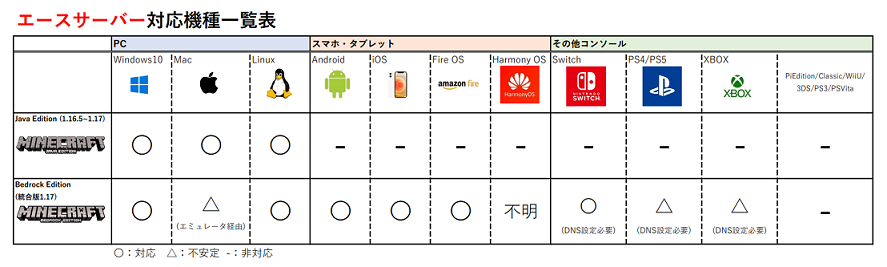 エースサーバー対応機種一覧表
PC スマホ・タブレット その他コンソール
Windows10 Mac Linux Android iOS Fire OS Harmony OS Switch PS4/PS5 XBOX PiEdition/Classic/WiiU/
3DS/PS3/PSVita
amazon fire HarmonyOS NINTENDO
SWITCH XBOX
Java Edition (1.16.5~1.17)
MINECRAFT 〇 〇 〇 - - - - - - - -
JAVA EDITION
Bedrock Edition
(統合版1.17)
MINECRAFT 〇 △ 〇 〇 〇 〇 不明 〇 △ △ -
(エミュレータ経由) (DNS設定必要) (DNS設定必要) (DNS設定必要)
〇：対応 △：不安定 -：非対応